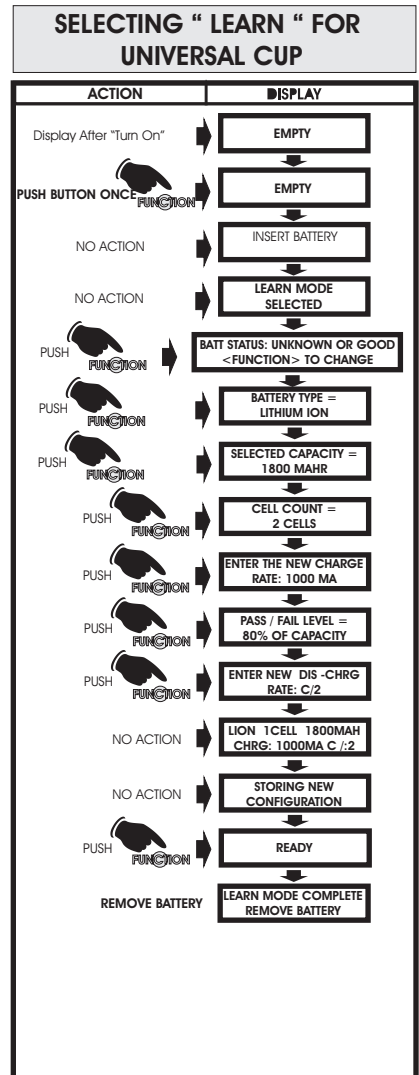 SELECTING “ LEARN “ FOR
UNIVERSAL CUP
ACTION
DISPLAY
Display After “Turn On”
EMPTY
PUSH BUTTON ONCE
FUNCTION
EMPTY
NO ACTION
INSERT BATTERY
NO ACTION
LEARN MODE
SELECTED
PUSH
FUNCTION
BATT STATUS: UNKNOWN OR GOOD
<FUNCTION> TO CHANGE
PUSH
FUNCTION
BATTERY TYPE =
LITHIUM ION
PUSH
FUNCTION
SELECTED CAPACITY =
1800 MAHR
PUSH
FUNCTION
CELL COUNT =
2 CELLS
PUSH
FUNCTION
ENTER THE NEW CHARGE
RATE: 1000 MA
PUSH
FUNCTION
PASS / FAIL LEVEL =
80% OF CAPACITY
PUSH
FUNCTION
ENTER NEW DIS -CHRG
RATE: C/2
NO ACTION
LION 1CELL 1800MAH
CHRG: 1000MA C /:2
NO ACTION
STORING NEW
CONFIGURATION
PUSH
FUNCTION
READY
REMOVE BATTERY
LEARN MODE COMPLETE
REMOVE BATTERY